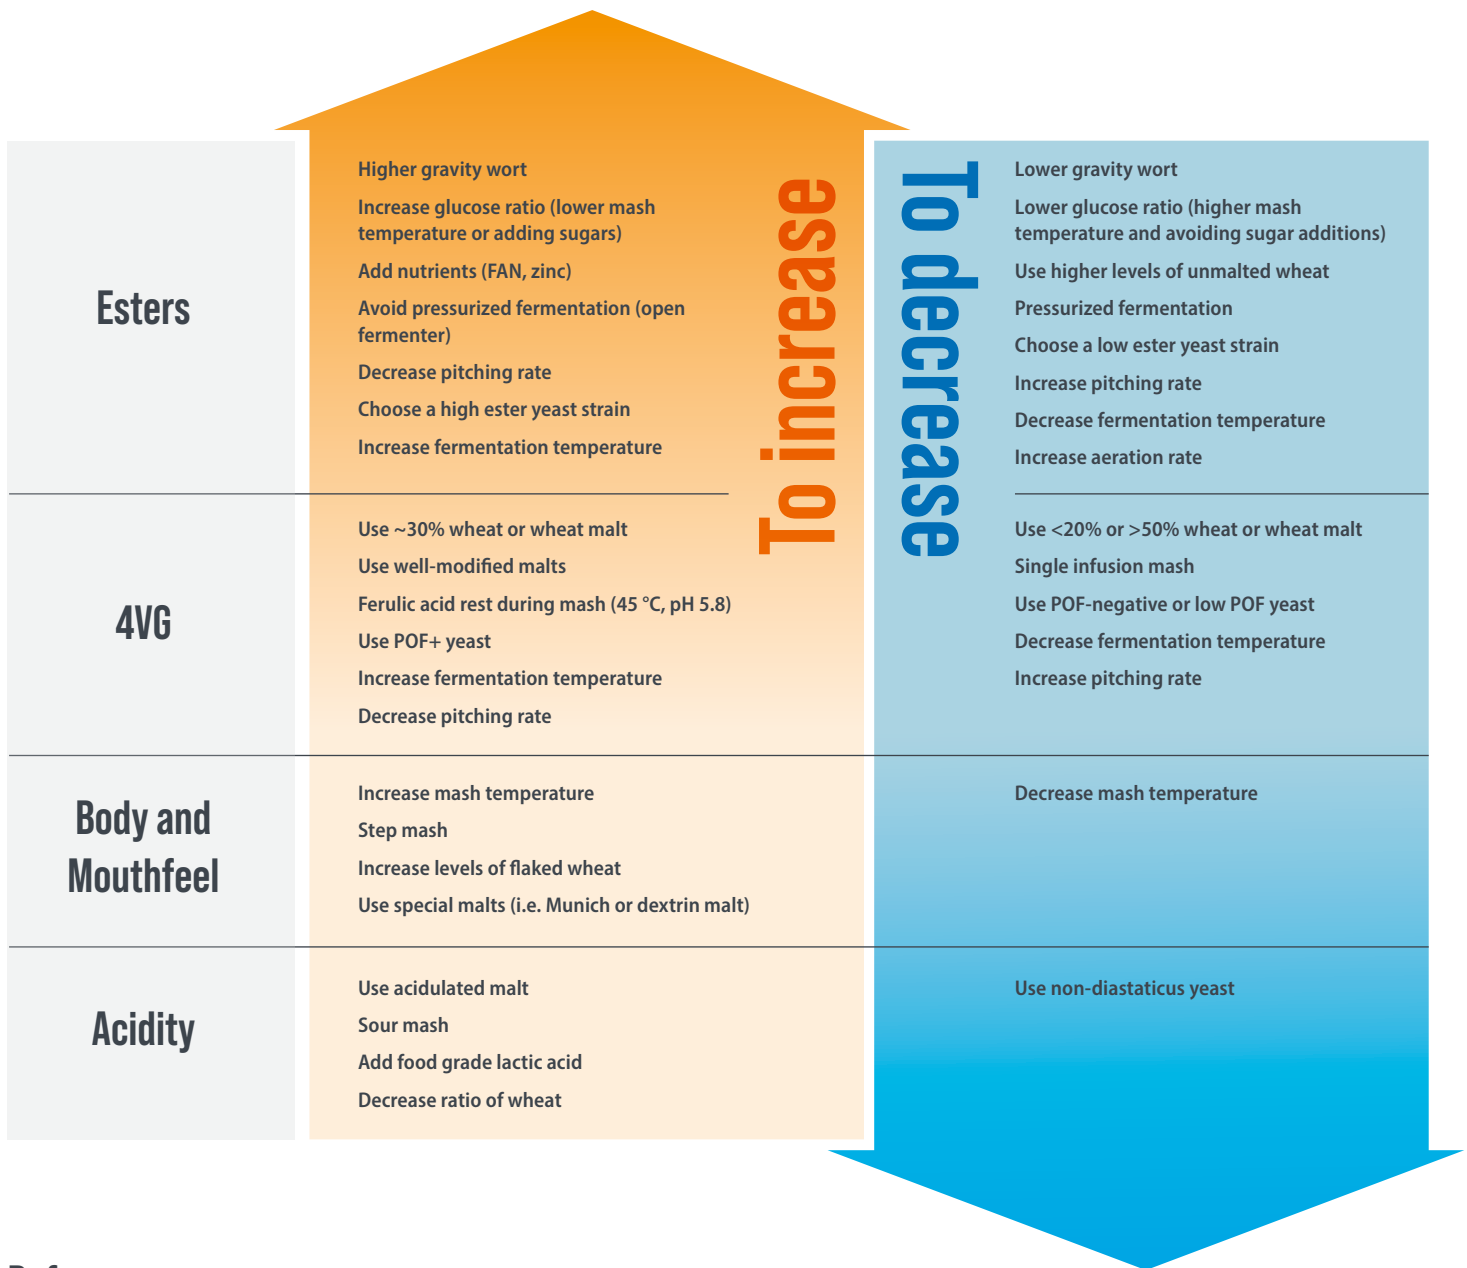 To increase
To decrease
Esters
Higher gravity wort
Increase glucose ratio (lower mash
temperature or adding sugars)
Add nutrients (FAN, zinc)
Avoid pressurized fermentation (open
fermenter)
Decrease pitching rate
Choose a high ester yeast strain
Increase fermentation temperature
Lower gravity wort
Lower glucose ratio (higher mash
temperature and avoiding sugar additions)
Use higher levels of unmalted wheat
Pressurized fermentation
Choose a low ester yeast strain
Increase pitching rate
Decrease fermentation temperature
Increase aeration rate
4VG
Use ~30% wheat or wheat malt
Use well-modified malts
Ferulic acid rest during mash (45 °C, pH 5.8)
Use POF+ yeast
Increase fermentation temperature
Decrease pitching rate
Use <20% or >50% wheat or wheat malt
Single infusion mash
Use POF-negative or low POF yeast
Decrease fermentation temperature
Increase pitching rate
Body and
Mouthfeel
Increase mash temperature
Step mash
Increase levels of flaked wheat
Use special malts (i.e. Munich or dextrin malt)
Decrease mash temperature
Acidity
Use acidulated malt
Sour mash
Add food grade lactic acid
Decrease ratio of wheat
Use non-diastaticus yeast